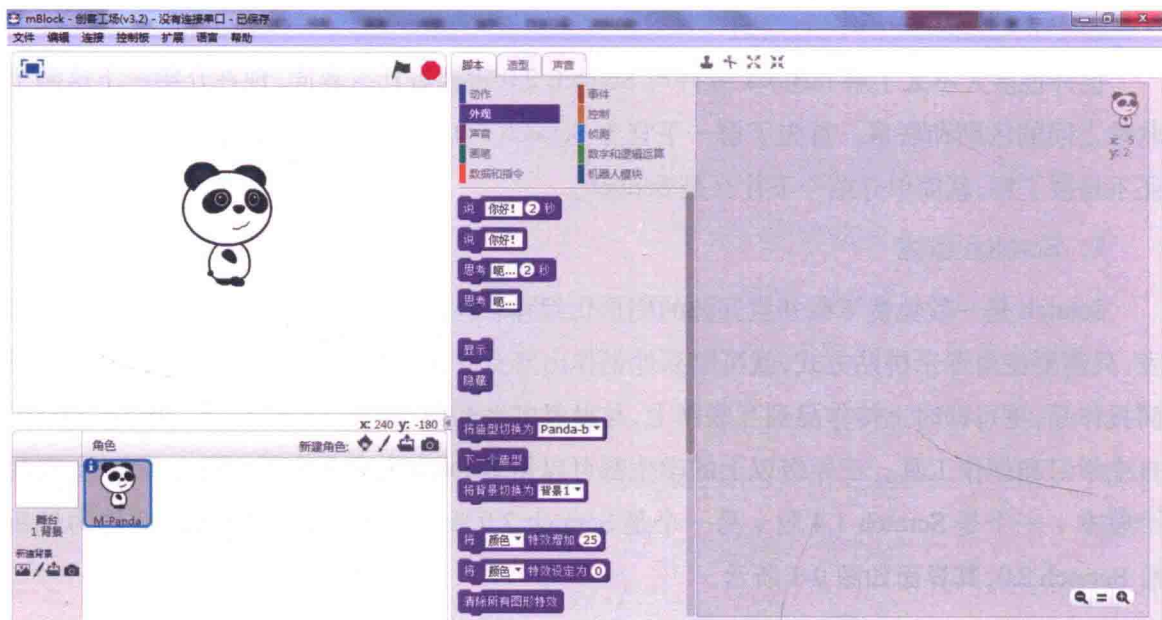 mBlock - 创客工场(v3.2) - 没有连接串口 - 已保存
文件 编辑 连接 控制板 扩展 语言 帮助
脚本 造型 声音
动作 事件
外观 控制
声音 侦测
画笔 数字和逻辑运算
数据和指令 机器人模块
x: -5
y: 2
说 你好! 2 秒
说 你好!
思考 呃... 2 秒
思考 呃...
显示
隐藏
将造型切换为 Panda-b
下一个造型
将背景切换为 背景1
将 颜色 特效增加 25
将 颜色 特效设定为 0
清除所有图形特效
x: 240 y: -180
角色 新建角色:
舞台
1 背景
M-Panda
新建背景